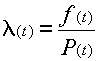 λ(t) = f(t) / P(t)